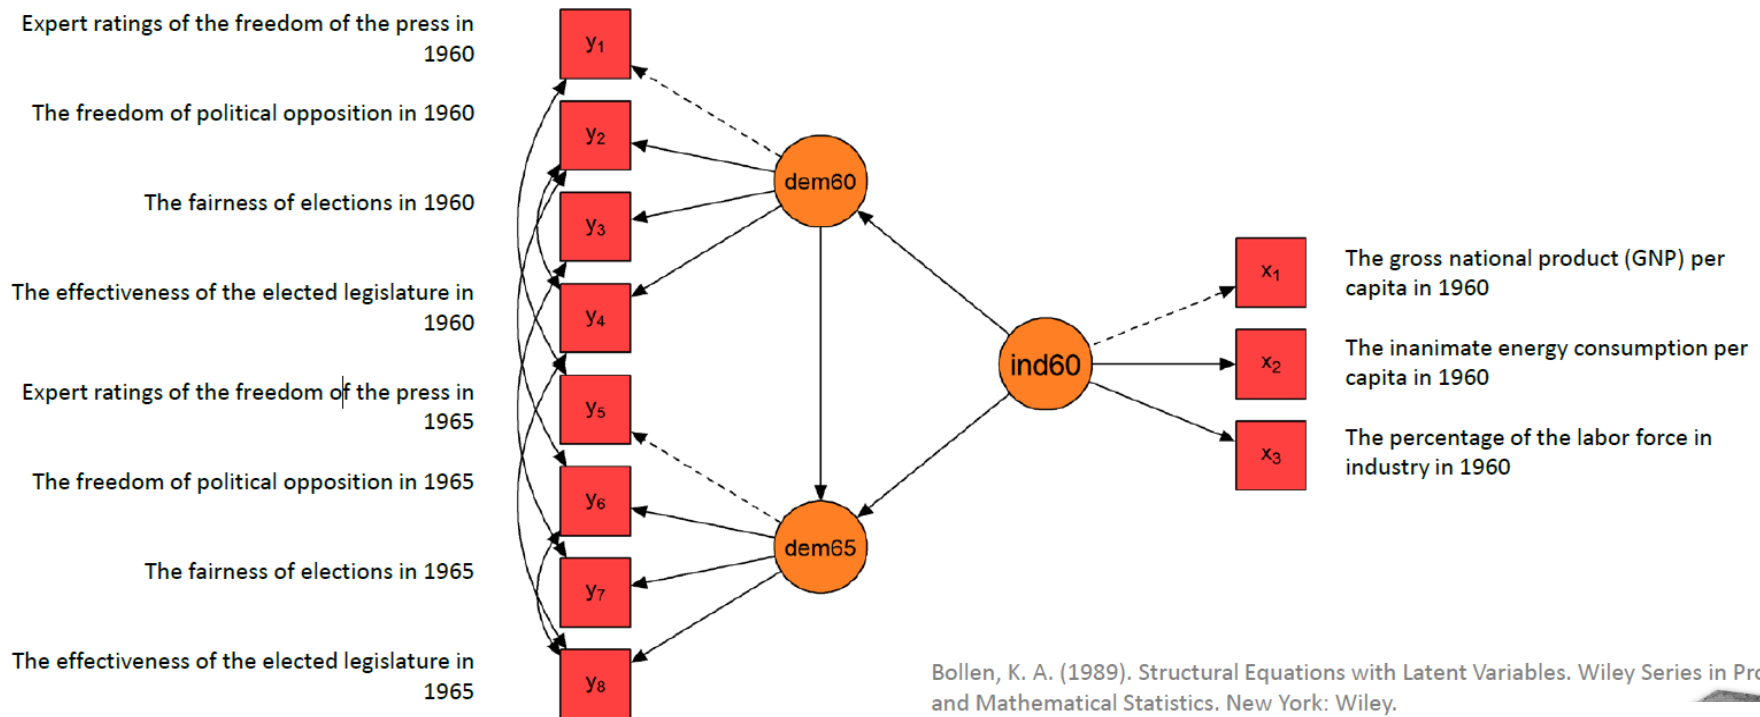 Expert ratings of the freedom of the press in
1960
The freedom of political opposition in 1960
The fairness of elections in 1960
The effectiveness of the elected legislature in
1960
Expert ratings of the freedom of the press in
1965
The freedom of political opposition in 1965
The fairness of elections in 1965
The effectiveness of the elected legislature in
1965
y₁
y₂
y₃
y₄
y₅
y₆
y₇
y₈
dem60
dem65
ind60
x₁
x₂
x₃
The gross national product (GNP) per
capita in 1960
The inanimate energy consumption per
capita in 1960
The percentage of the labor force in
industry in 1960
Bollen, K. A. (1989). Structural Equations with Latent Variables. Wiley Series in
and Mathematical Statistics. New York: Wiley.